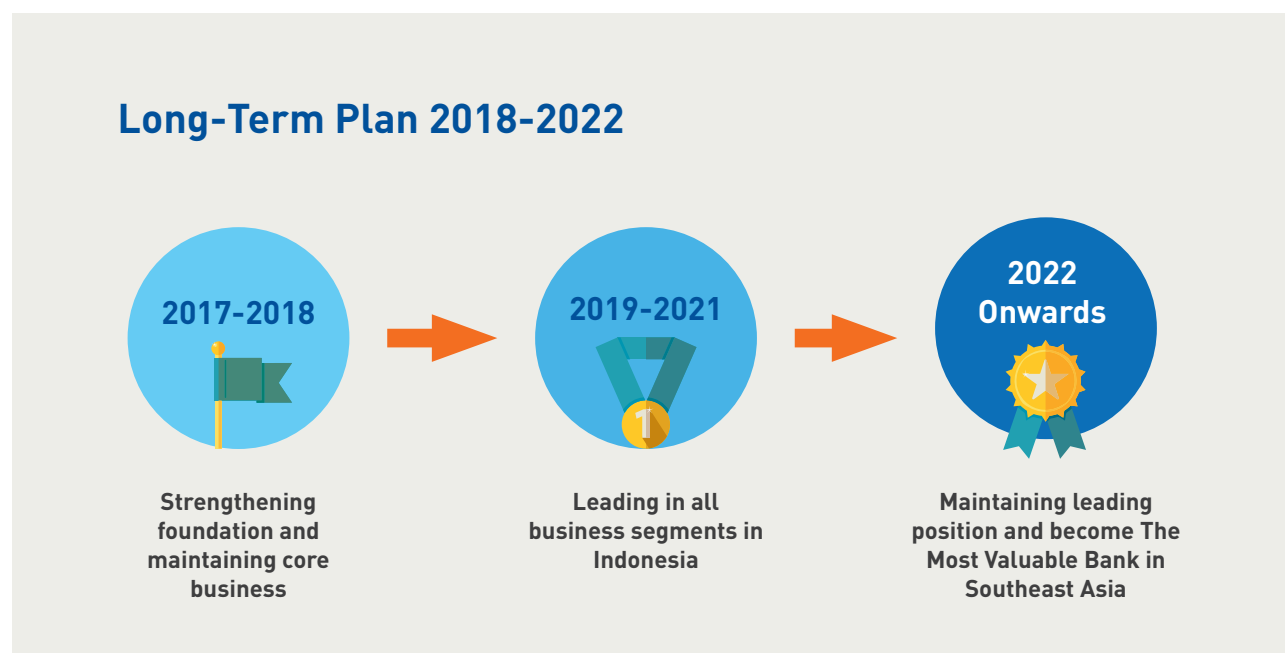 Long-Term Plan 2018-2022
2017-2018
Strengthening
foundation and
maintaining core
business
2019-2021
1
Leading in all
business segments in
Indonesia
2022
Onwards
Maintaining leading
position and become The
Most Valuable Bank in
Southeast Asia